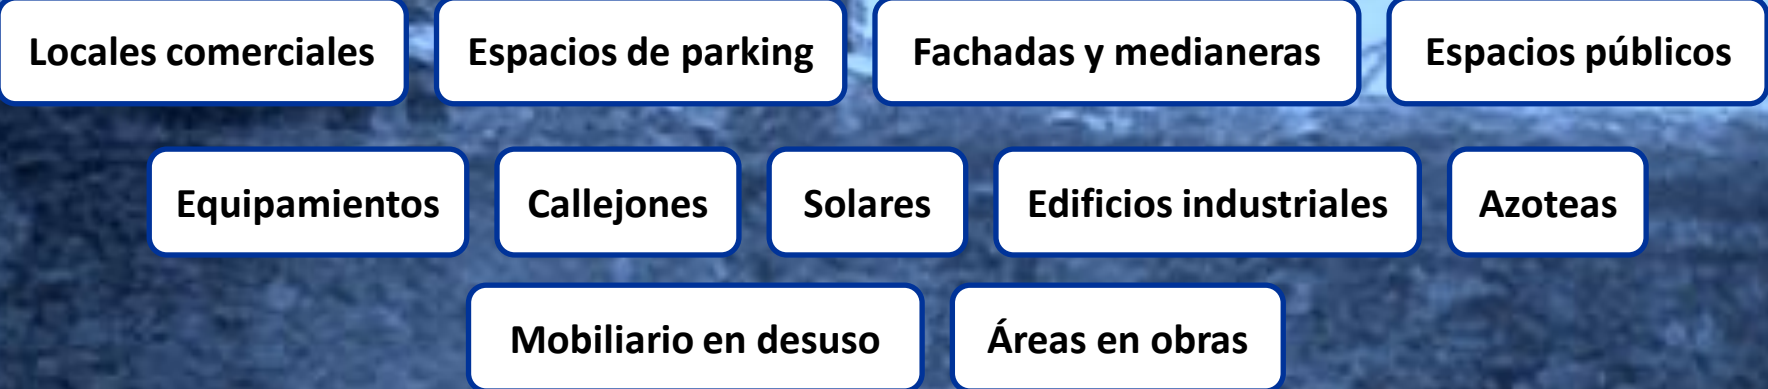 Locales comerciales
Espacios de parking
Fachadas y medianeras
Espacios públicos
Equipamientos
Callejones
Solares
Edificios industriales
Azoteas
Mobiliario en desuso
Áreas en obras